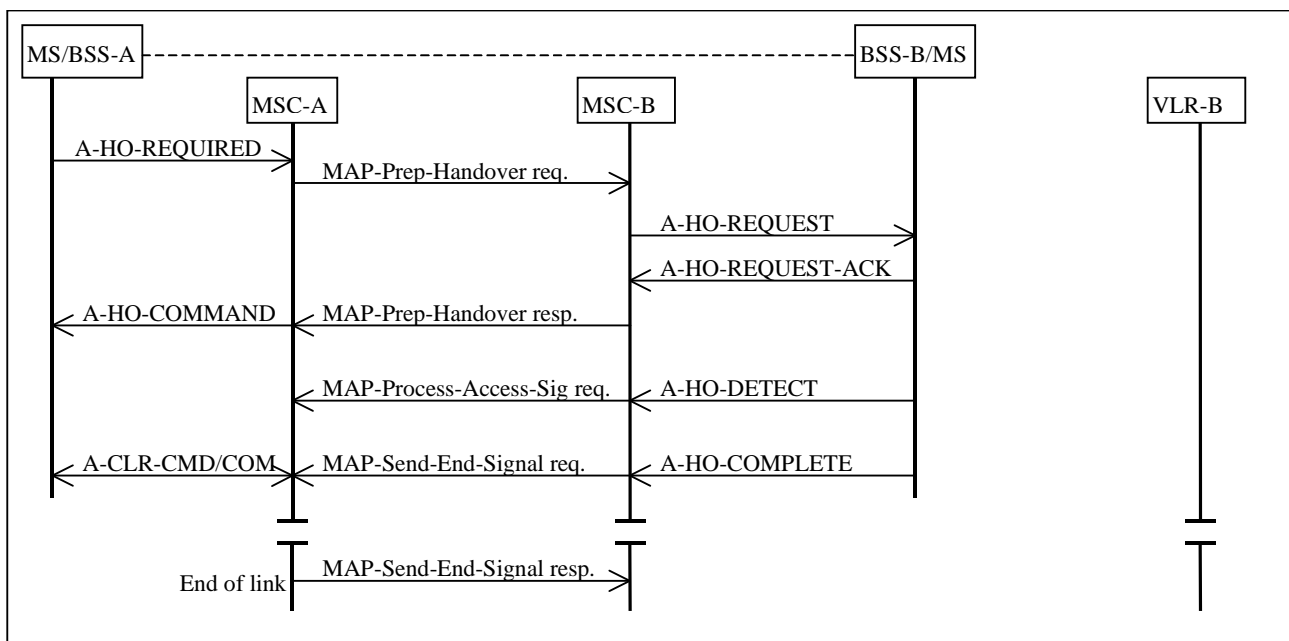 MS/BSS-A
BSS-B/MS
MSC-A
MSC-B
VLR-B
A-HO-REQUIRED
MAP-Prep-Handover req.
A-HO-REQUEST
A-HO-REQUEST-ACK
A-HO-COMMAND
MAP-Prep-Handover resp.
MAP-Process-Access-Sig req.
A-HO-DETECT
A-CLR-CMD/COM
MAP-Send-End-Signal req.
A-HO-COMPLETE
MAP-Send-End-Signal resp.
End of link